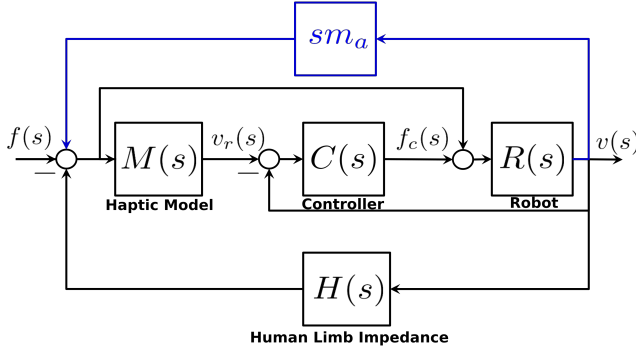 sm_a
f(s)
−
M(s)
Haptic Model
v_r(s)
−
C(s)
Controller
f_c(s)
R(s)
Robot
v(s)
H(s)
Human Limb Impedance